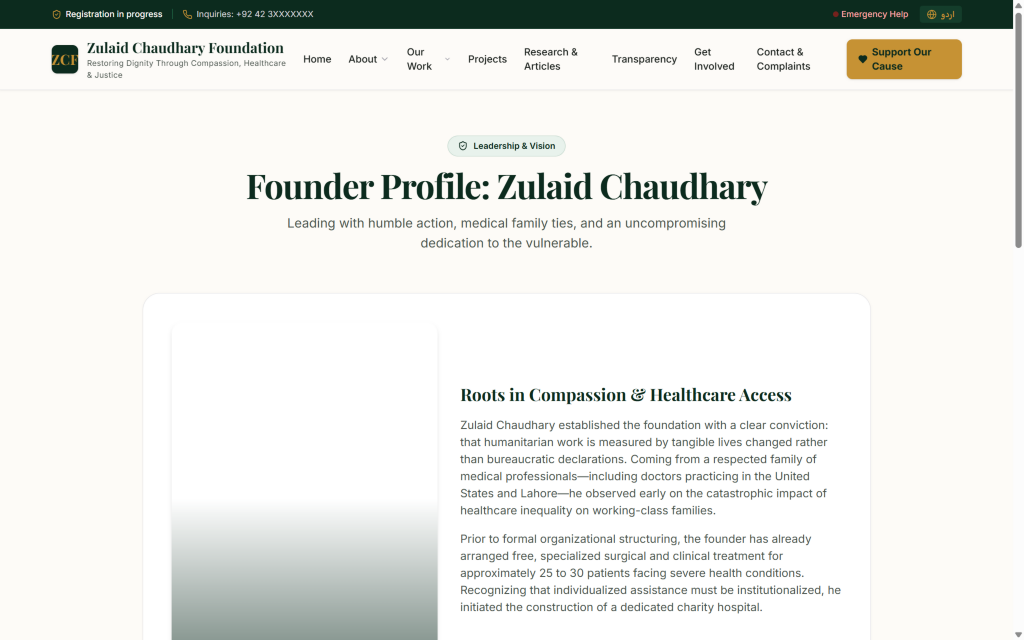 Registration in progress
Inquiries: +92 42 3XXXXXXX
Emergency Help
اردو
ZCF
Zulaid Chaudhary Foundation
Restoring Dignity Through Compassion, Healthcare
& Justice
Home
About
Our
Work
Projects
Research &
Articles
Transparency
Get
Involved
Contact &
Complaints
Support Our
Cause
Leadership & Vision
Founder Profile: Zulaid Chaudhary
Leading with humble action, medical family ties, and an uncompromising
dedication to the vulnerable.
Roots in Compassion & Healthcare Access
Zulaid Chaudhary established the foundation with a clear conviction:
that humanitarian work is measured by tangible lives changed rather
than bureaucratic declarations. Coming from a respected family of
medical professionals—including doctors practicing in the United
States and Lahore—he observed early on the catastrophic impact of
healthcare inequality on working-class families.
Prior to formal organizational structuring, the founder has already
arranged free, specialized surgical and clinical treatment for
approximately 25 to 30 patients facing severe health conditions.
Recognizing that individualized assistance must be institutionalized, he
initiated the construction of a dedicated charity hospital.